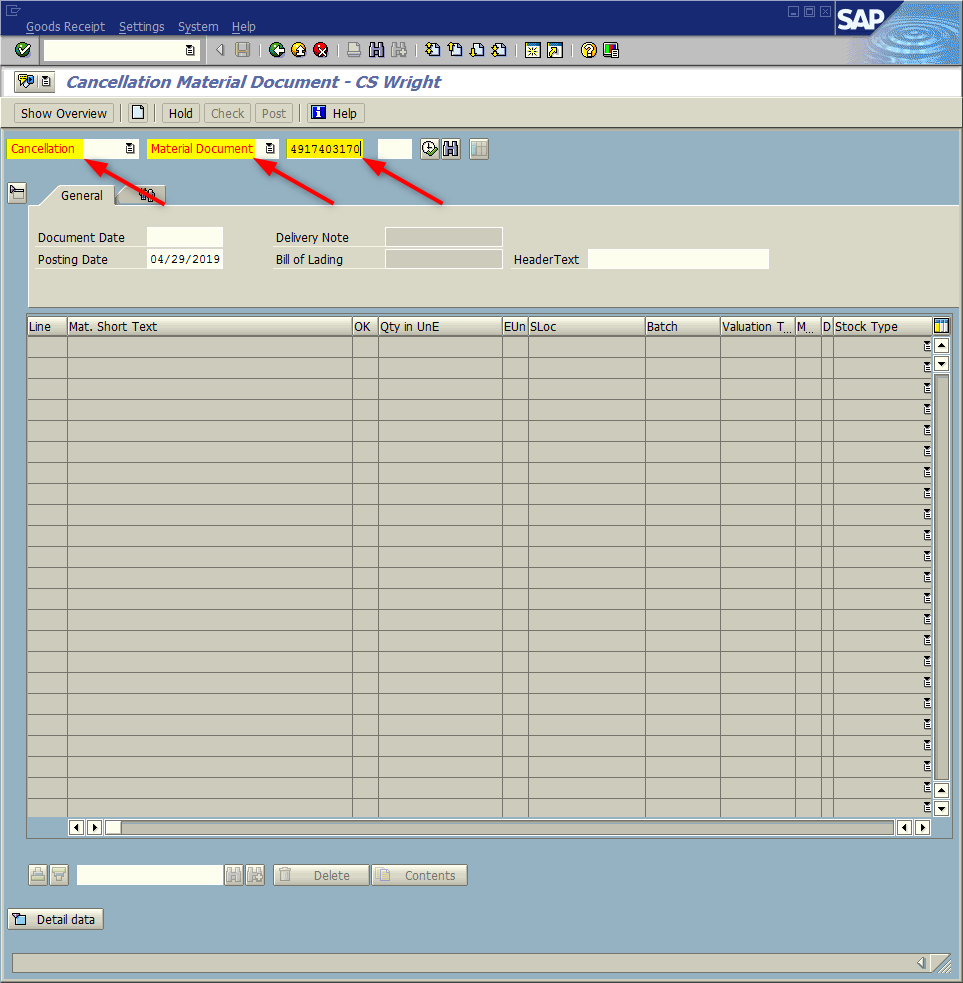 Goods Receipt Settings System Help
SAP
Cancellation Material Document - CS Wright
Show Overview Hold Check Post Help
Cancellation Material Document 4917403170
General
Document Date Delivery Note
Posting Date 04/29/2019 Bill of Lading HeaderText
Line Mat. Short Text OK Qty in UnE EUn SLoc Batch Valuation T... M... D Stock Type
Delete Contents
Detail data